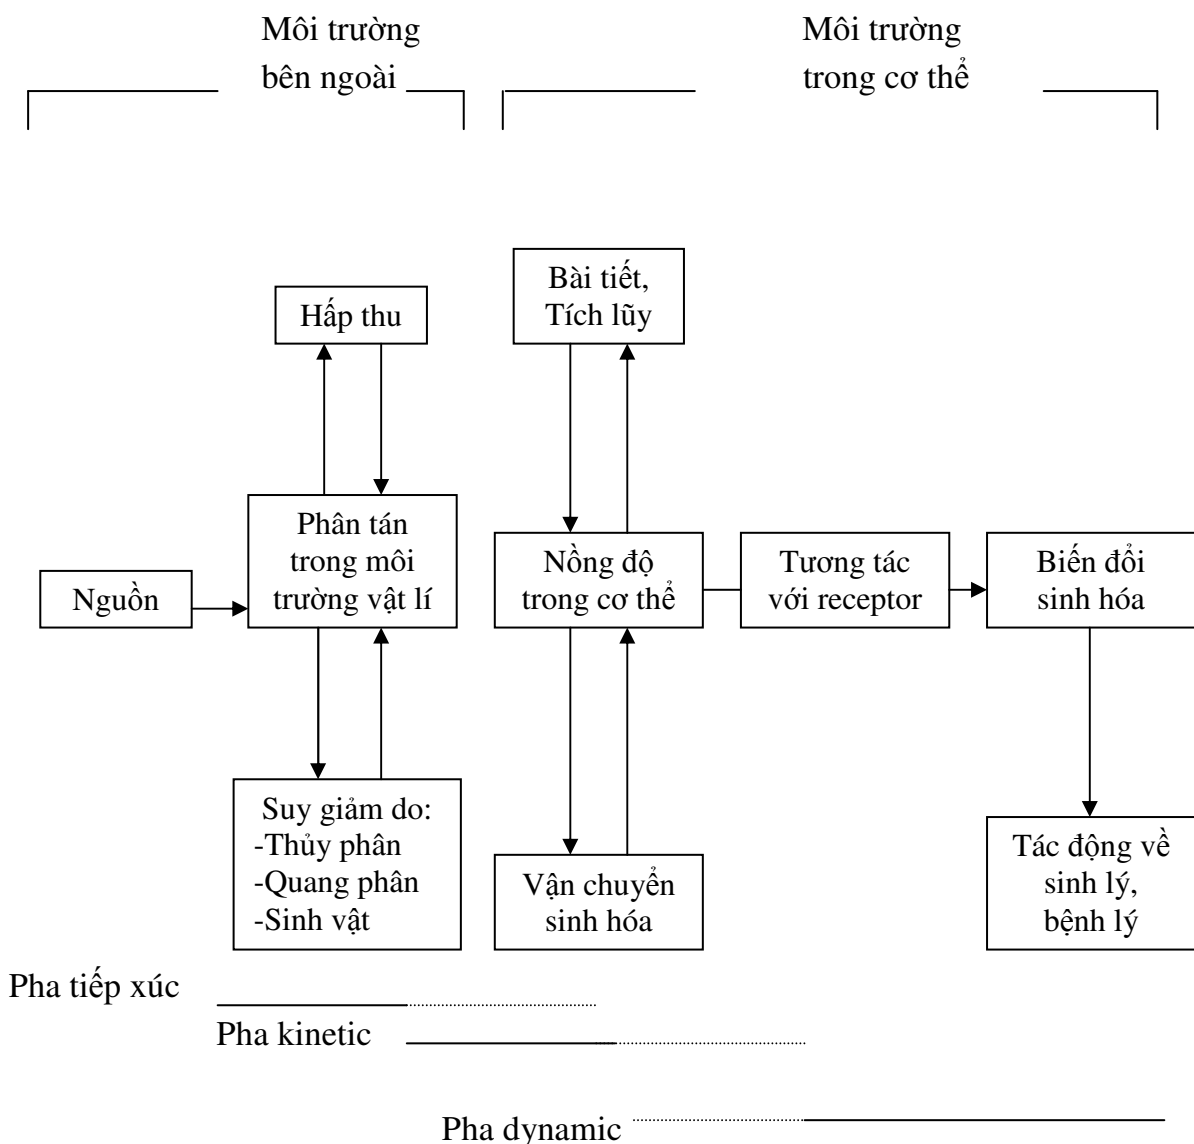 Môi trường
bên ngoài
Môi trường
trong cơ thể
Hấp thu
Bài tiết,
Tích lũy
Nguồn
Phân tán
trong môi
trường vật lí
Nồng độ
trong cơ thể
Tương tác
với receptor
Biến đổi
sinh hóa
Suy giảm do:
-Thủy phân
-Quang phân
-Sinh vật
Vận chuyển
sinh hóa
Tác động về
sinh lý,
bệnh lý
Pha tiếp xúc
Pha kinetic
Pha dynamic